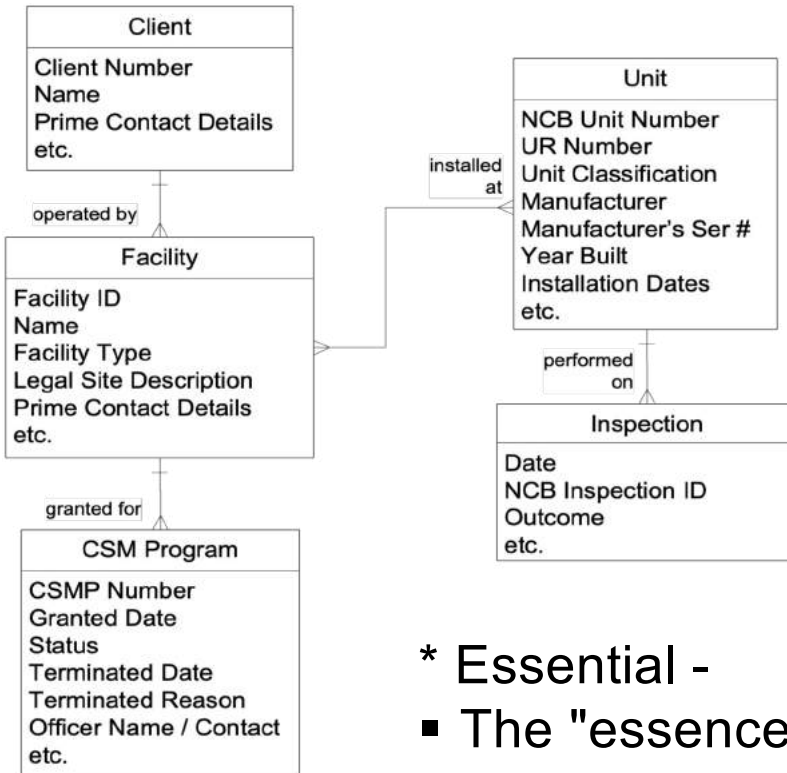 Client
Client Number
Name
Prime Contact Details
etc.
operated by
Facility
Facility ID
Name
Facility Type
Legal Site Description
Prime Contact Details
etc.
granted for
CSM Program
CSMP Number
Granted Date
Status
Terminated Date
Terminated Reason
Officer Name / Contact
etc.
installed
at
Unit
NCB Unit Number
UR Number
Unit Classification
Manufacturer
Manufacturer's Ser #
Year Built
Installation Dates
etc.
performed
on
Inspection
Date
NCB Inspection ID
Outcome
etc.
* Essential -
▪ The "essence